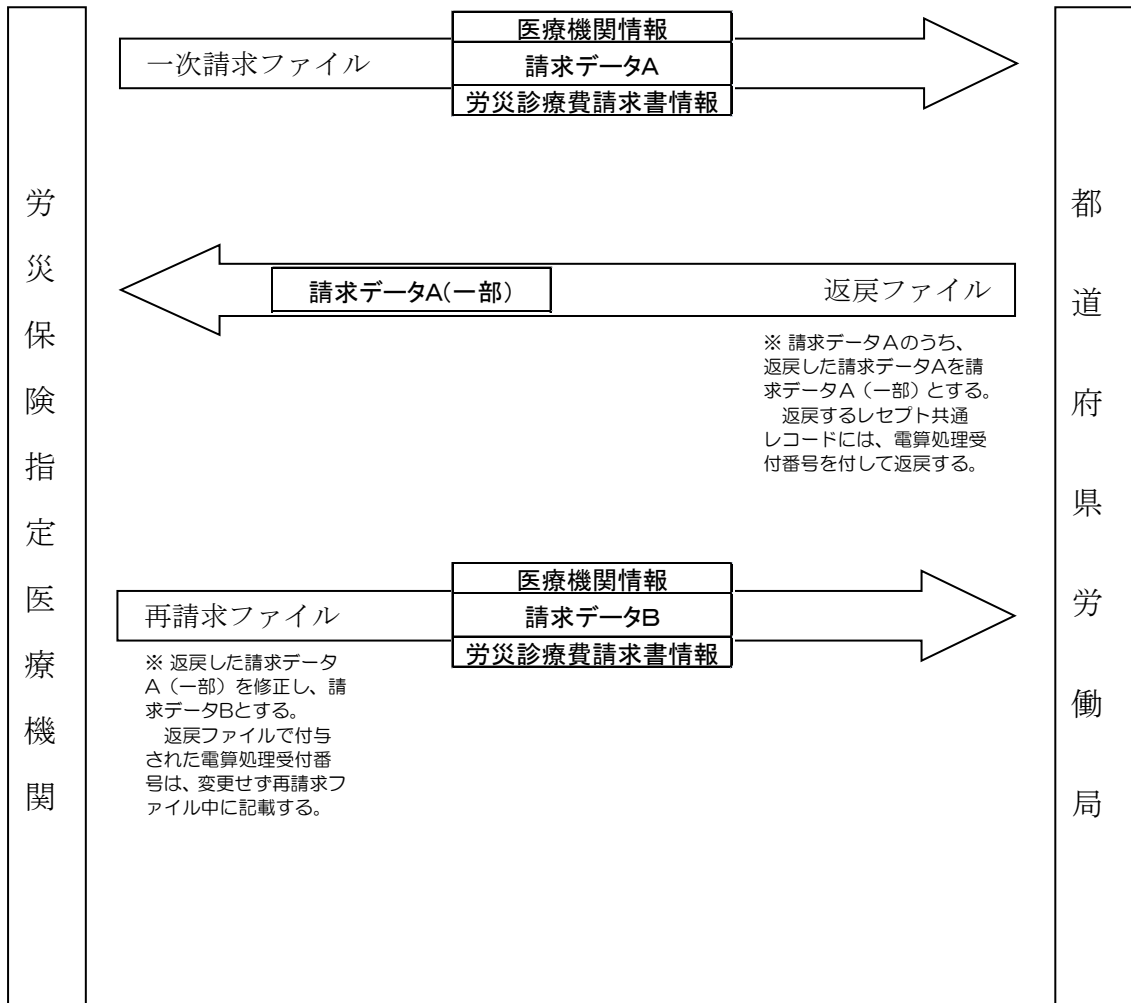 労災保険指定医療機関
一次請求ファイル
医療機関情報
請求データA
労災診療費請求書情報
請求データA(一部)
返戻ファイル
※ 請求データAのうち、
返戻した請求データAを請
求データA（一部）とする。
返戻するレセプト共通
レコードには、電算処理受
付番号を付して返戻する。
再請求ファイル
医療機関情報
請求データB
労災診療費請求書情報
※ 返戻した請求データ
A（一部）を修正し、請
求データBとする。
返戻ファイルで付与
された電算処理受付番
号は、変更せず再請求フ
ァイル中に記載する。
都道府県労働局